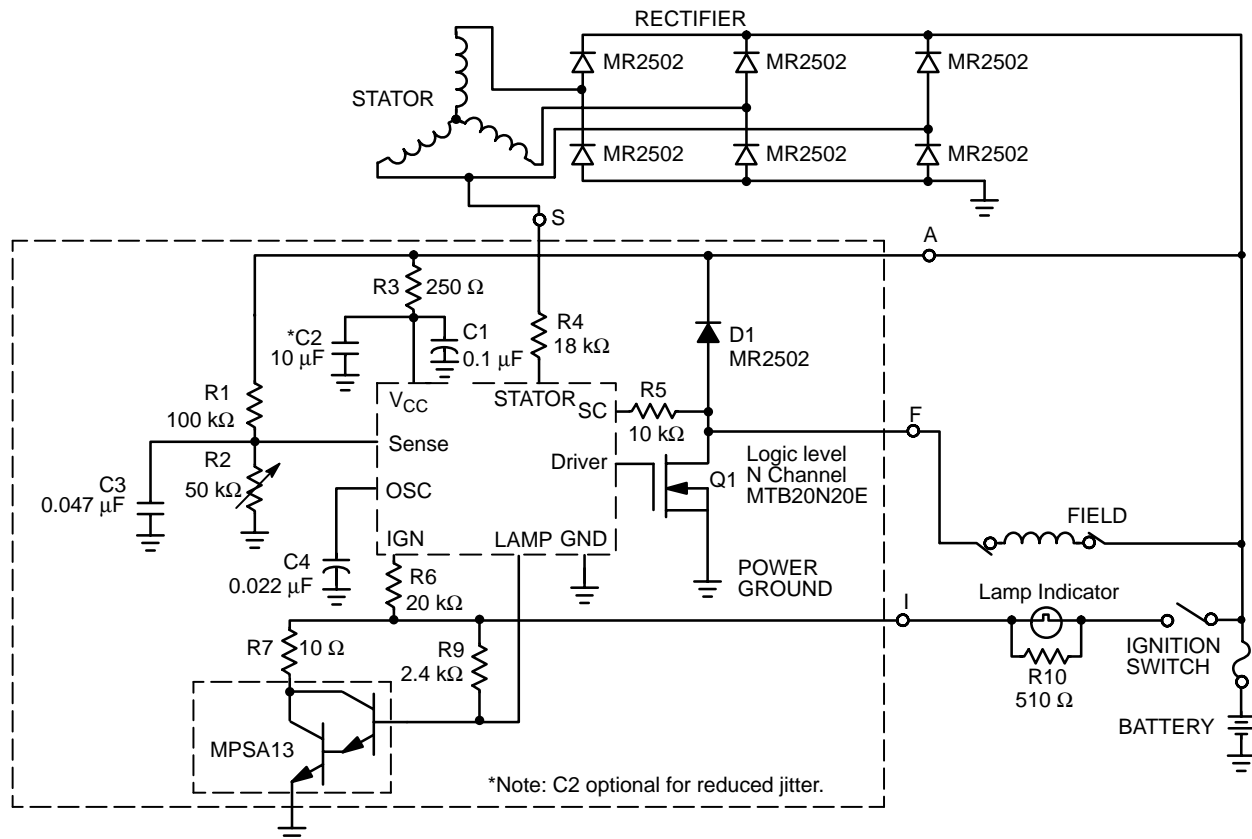 RECTIFIER
MR2502
MR2502
MR2502
STATOR
MR2502
MR2502
MR2502
S
A
R3
250 Ω
*C2
10 μF
C1
0.1 μF
R4
18 kΩ
D1
MR2502
R1
100 kΩ
VCC
STATOR
SC
R5
10 kΩ
F
Sense
R2
50 kΩ
Driver
Logic level
N Channel
MTB20N20E
Q1
C3
0.047 μF
OSC
FIELD
IGN
LAMP
GND
C4
0.022 μF
R6
20 kΩ
POWER
GROUND
Lamp Indicator
I
R7
10 Ω
R9
2.4 kΩ
R10
510 Ω
IGNITION
SWITCH
BATTERY
MPSA13
*Note: C2 optional for reduced jitter.